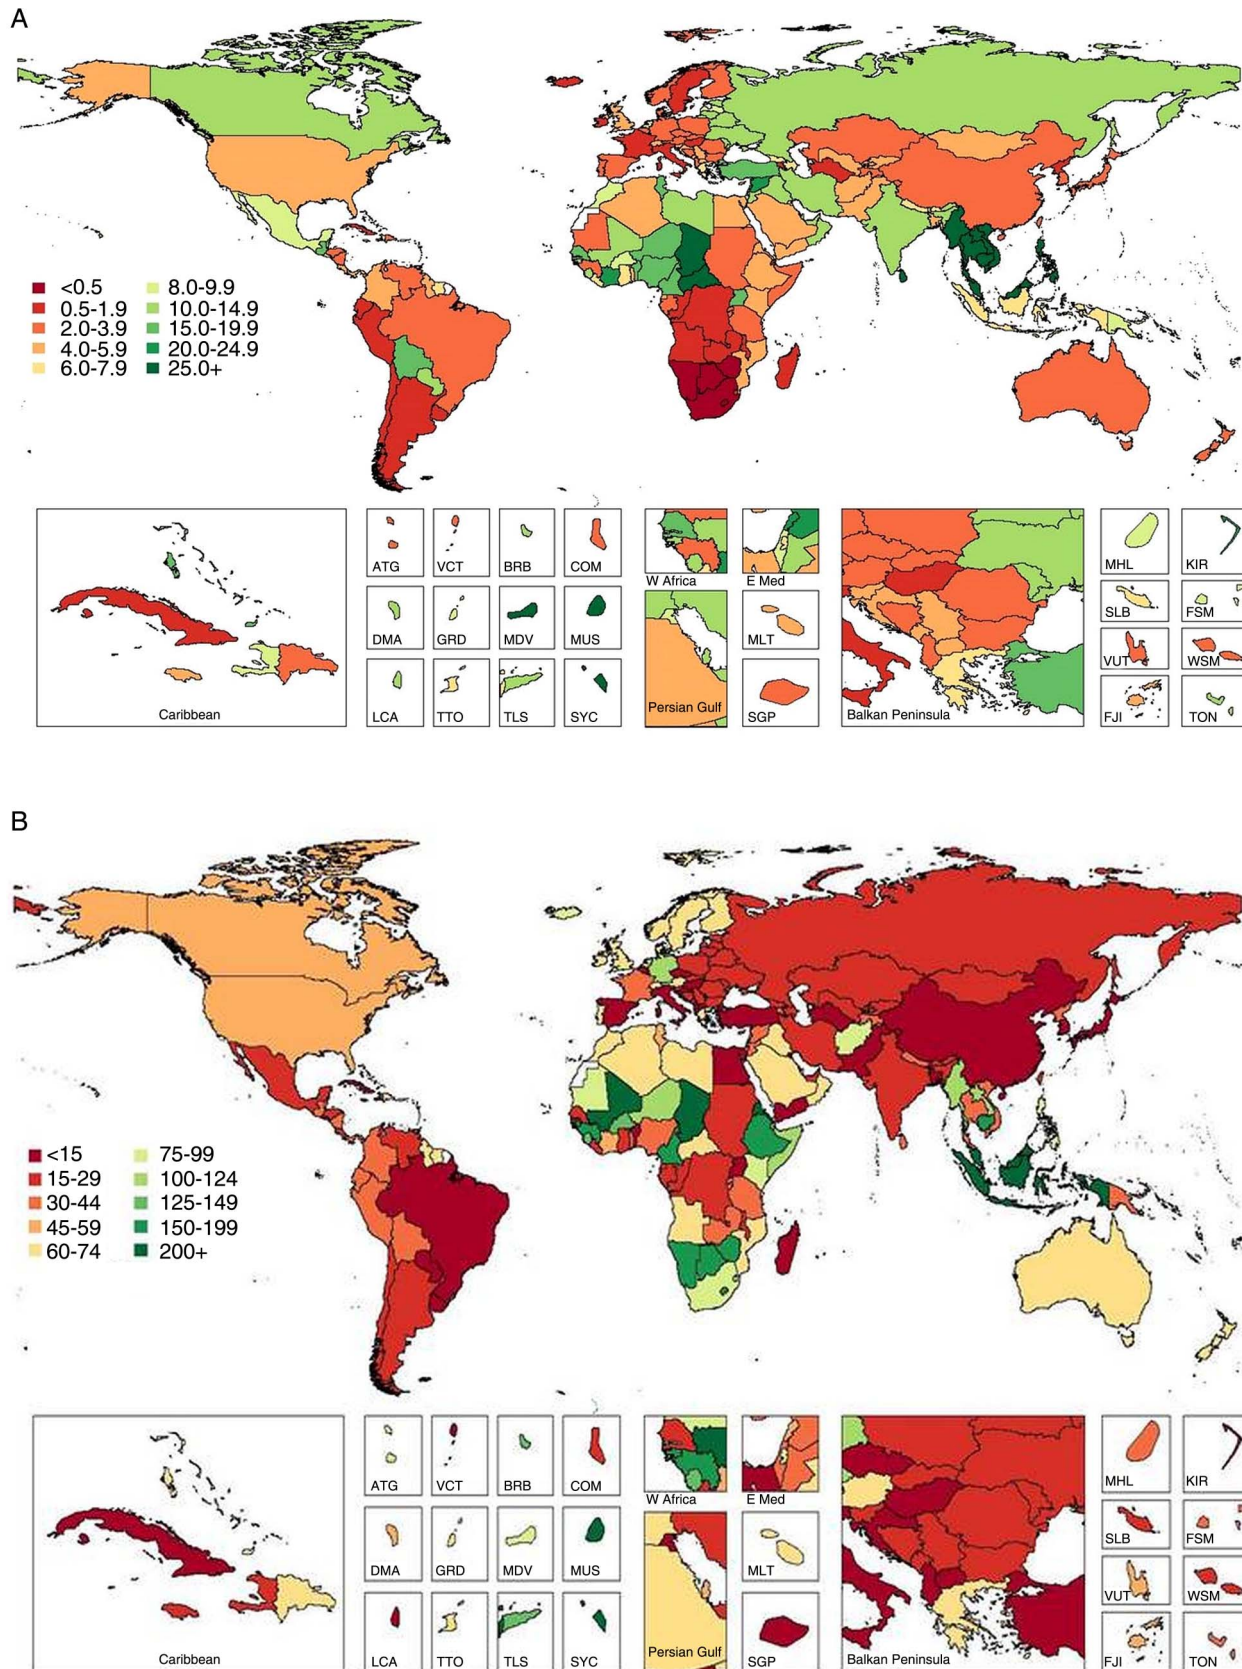 A
<0.5 8.0-9.9
0.5-1.9 10.0-14.9
2.0-3.9 15.0-19.9
4.0-5.9 20.0-24.9
6.0-7.9 25.0+
ATG VCT BRB COM
W Africa E Med
MHL KIR
DMA GRD MDV MUS
MLT
SLB FSM
VUT WSM
Caribbean
LCA TTO TLS SYC
Persian Gulf
SGP
Balkan Peninsula
FJI TON
B
<15 75-99
15-29 100-124
30-44 125-149
45-59 150-199
60-74 200+
ATG VCT BRB COM
W Africa E Med
MHL KIR
DMA GRD MDV MUS
MLT
SLB FSM
VUT WSM
Caribbean
LCA TTO TLS SYC
Persian Gulf
SGP
Balkan Peninsula
FJI TON